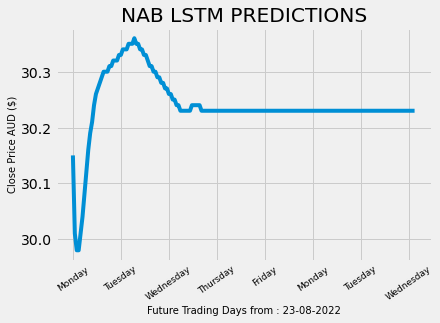 NAB LSTM PREDICTIONS
30.3
30.2
30.1
30.0
Close Price AUD ($)
Monday
Tuesday
Wednesday
Thursday
Friday
Monday
Tuesday
Wednesday
Future Trading Days from : 23-08-2022